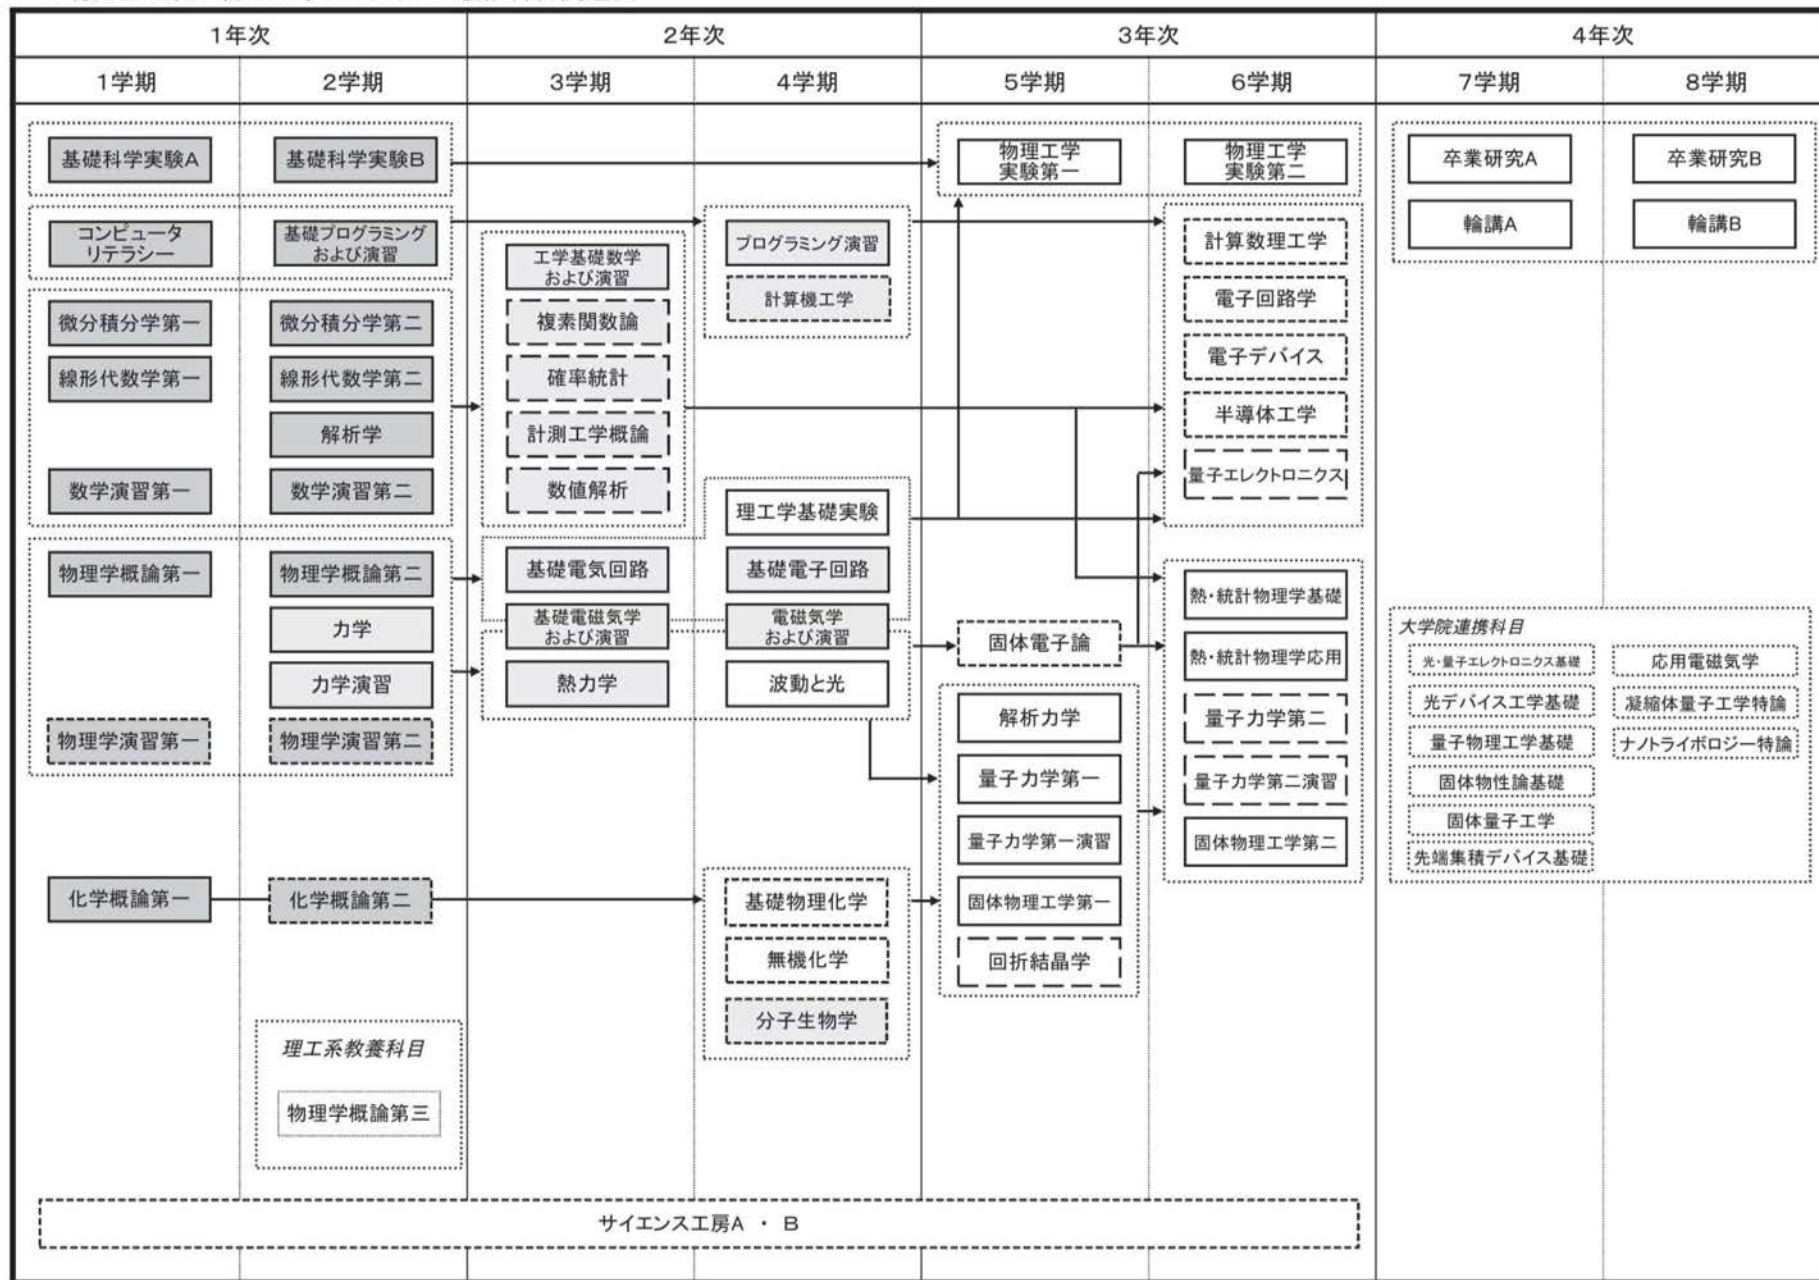 1年次
2年次
3年次
4年次
1学期
2学期
3学期
4学期
5学期
6学期
7学期
8学期
基礎科学実験A
基礎科学実験B
コンピュータ
リテラシー
基礎プログラミング
および演習
微分積分学第一
微分積分学第二
線形代数学第一
線形代数学第二
解析学
数学演習第一
数学演習第二
物理学概論第一
物理学概論第二
力学
力学演習
物理学演習第一
物理学演習第二
化学概論第一
化学概論第二
理工系教養科目
物理学概論第三
工学基礎数学
および演習
複素関数論
確率統計
計測工学概論
数値解析
基礎電気回路
基礎電磁気学
および演習
熱力学
プログラミング演習
計算機工学
理工学基礎実験
基礎電子回路
電磁気学
および演習
波動と光
基礎物理化学
無機化学
分子生物学
物理工学
実験第一
固体電子論
解析力学
量子力学第一
量子力学第一演習
固体物理工学第一
回折結晶学
物理工学
実験第二
計算数理工学
電子回路学
電子デバイス
半導体工学
量子エレクトロニクス
熱・統計物理学基礎
熱・統計物理学応用
量子力学第二
量子力学第二演習
固体物理工学第二
卒業研究A
卒業研究B
輪講A
輪講B
大学院連携科目
光・量子エレクトロニクス基礎
光デバイス工学基礎
量子物理工学基礎
固体物性論基礎
固体量子工学
先端集積デバイス基礎
応用電磁気学
凝縮体量子工学特論
ナノトライボロジー特論
サイエンス工房A ・ B